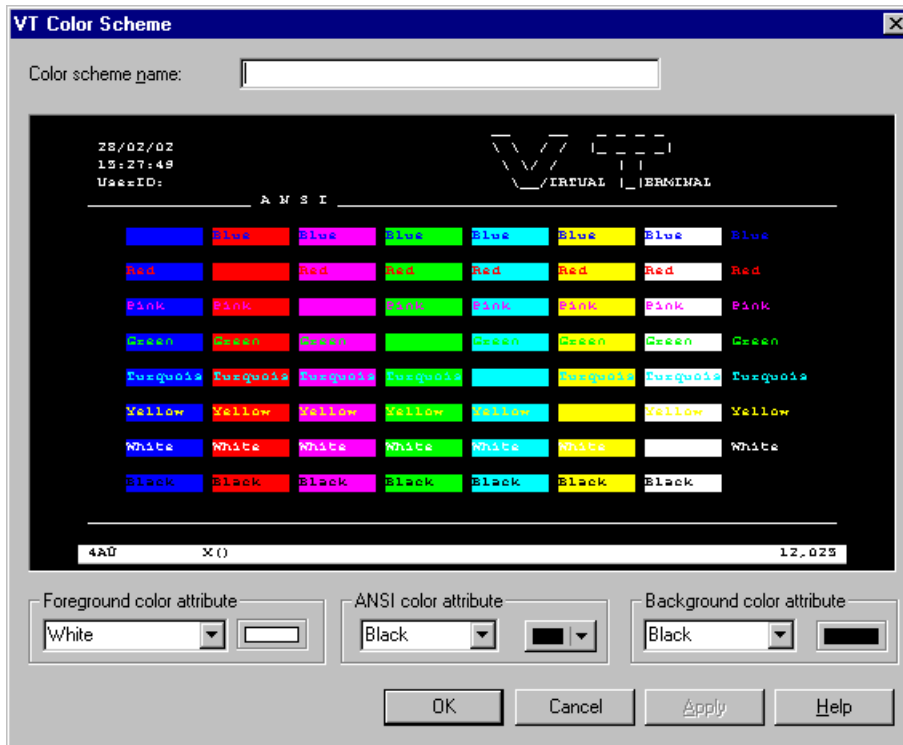 VT Color Scheme
Color scheme name:
28/02/02
15:27:49
UserID:
VT
\__/IRTUAL |_|ERMINAL
A N S I
Blue Blue Blue Blue Blue Blue Blue
Red Red Red Red Red Red Red
Pink Pink Pink Pink Pink Pink Pink
Green Green Green Green Green Green Green
Turquois Turquois Turquois Turquois Turquois Turquois Turquois
Yellow Yellow Yellow Yellow Yellow Yellow Yellow
White White White White White White White
Black Black Black Black Black Black Black
4AÛ X() 12,025
Foreground color attribute ANSI color attribute Background color attribute
White Black Black
OK Cancel Apply Help